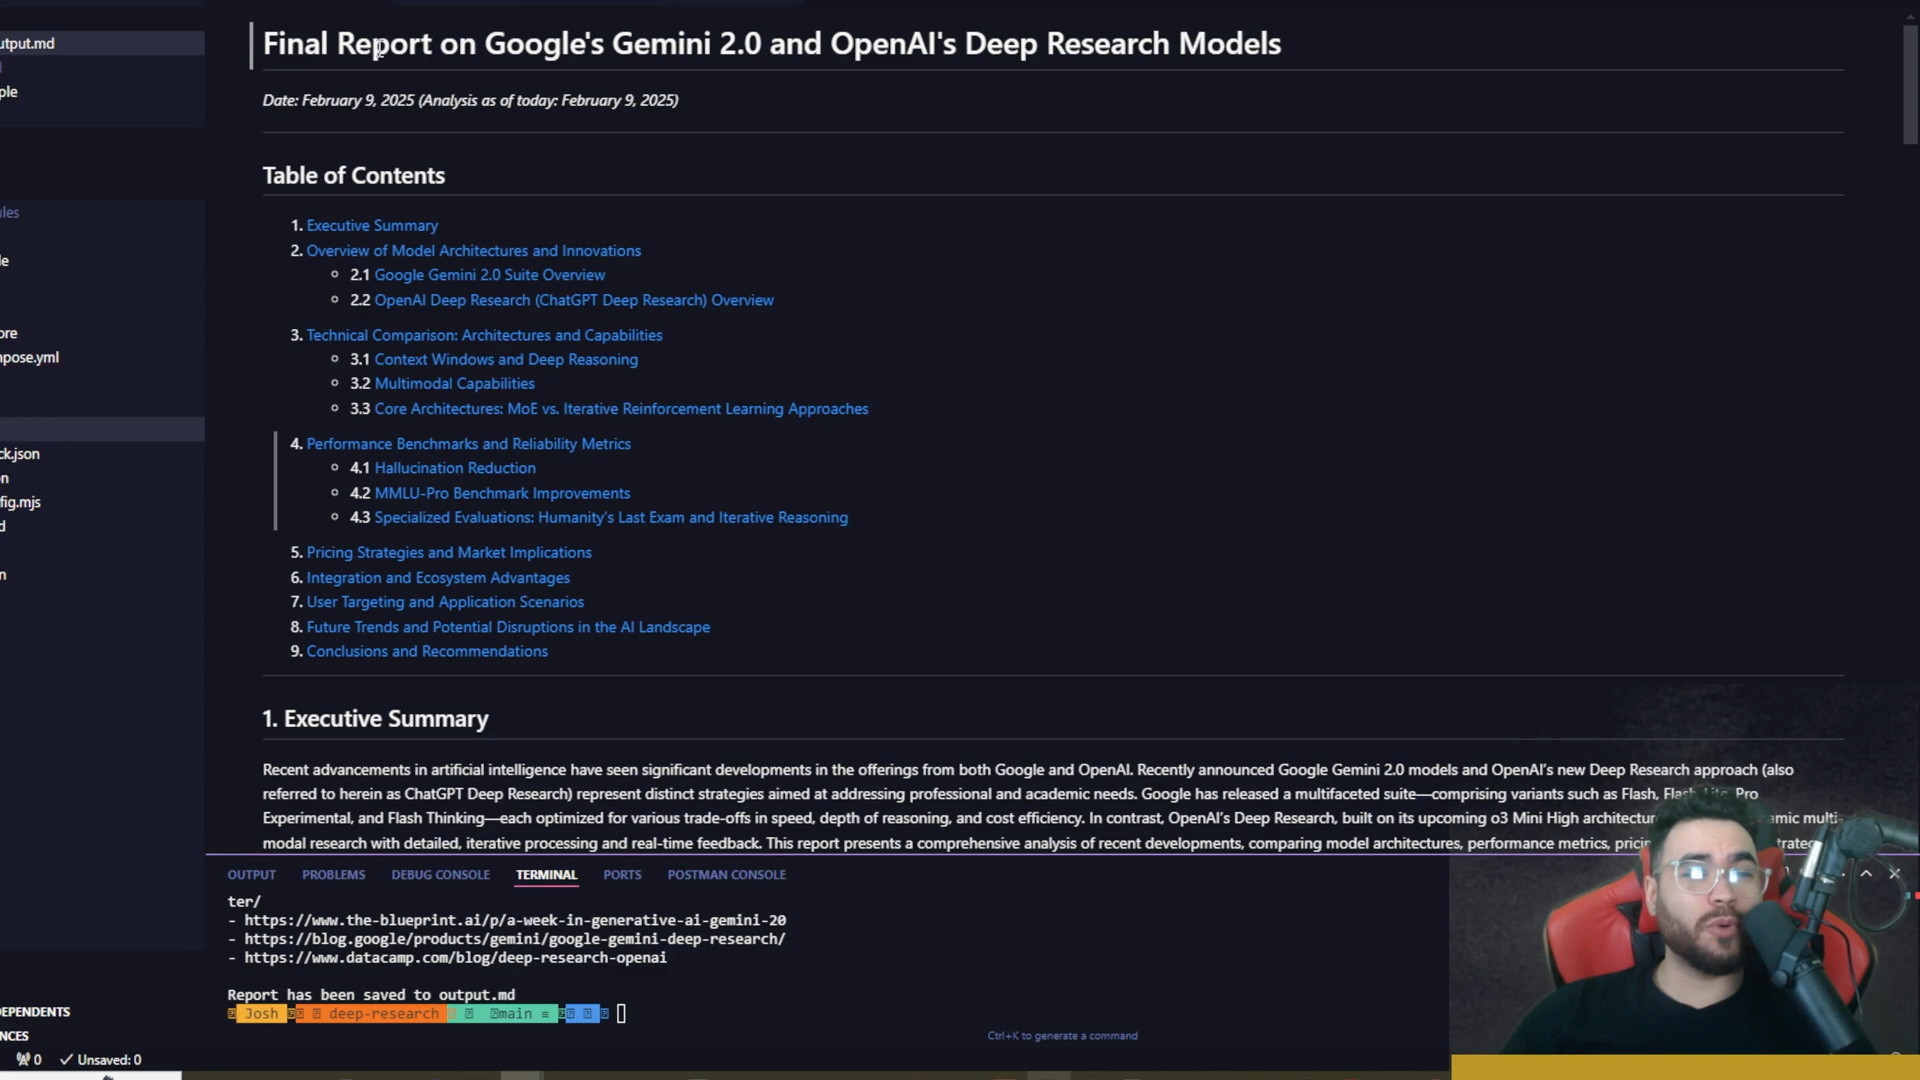 utput.md
ple
ules
le
ore
mpose.yml
ck.json
on
fig.mjs
d
n
EPENDENTS
NCES
0
Unsaved: 0
Final Report on Google's Gemini 2.0 and OpenAI's Deep Research Models
Date: February 9, 2025 (Analysis as of today: February 9, 2025)
Table of Contents
1. Executive Summary
2. Overview of Model Architectures and Innovations
2.1 Google Gemini 2.0 Suite Overview
2.2 OpenAI Deep Research (ChatGPT Deep Research) Overview
3. Technical Comparison: Architectures and Capabilities
3.1 Context Windows and Deep Reasoning
3.2 Multimodal Capabilities
3.3 Core Architectures: MoE vs. Iterative Reinforcement Learning Approaches
4. Performance Benchmarks and Reliability Metrics
4.1 Hallucination Reduction
4.2 MMLU-Pro Benchmark Improvements
4.3 Specialized Evaluations: Humanity's Last Exam and Iterative Reasoning
5. Pricing Strategies and Market Implications
6. Integration and Ecosystem Advantages
7. User Targeting and Application Scenarios
8. Future Trends and Potential Disruptions in the AI Landscape
9. Conclusions and Recommendations
1. Executive Summary
Recent advancements in artificial intelligence have seen significant developments in the offerings from both Google and OpenAI. Recently announced Google Gemini 2.0 models and OpenAI's new Deep Research approach (also
referred to herein as ChatGPT Deep Research) represent distinct strategies aimed at addressing professional and academic needs. Google has released a multifaceted suite—comprising variants such as Flash, Flash Lite, Pro
Experimental, and Flash Thinking—each optimized for various trade-offs in speed, depth of reasoning, and cost efficiency. In contrast, OpenAI's Deep Research, built on its upcoming o3 Mini High architectur amic multi-
modal research with detailed, iterative processing and real-time feedback. This report presents a comprehensive analysis of recent developments, comparing model architectures, performance metrics, pricin trateg
OUTPUT PROBLEMS DEBUG CONSOLE TERMINAL PORTS POSTMAN CONSOLE
ter/
- https://www.the-blueprint.ai/p/a-week-in-generative-ai-gemini-20
- https://blog.google/products/gemini/google-gemini-deep-research/
- https://www.datacamp.com/blog/deep-research-openai
Report has been saved to output.md
Josh deep-research main ≡
Ctrl+K to generate a command